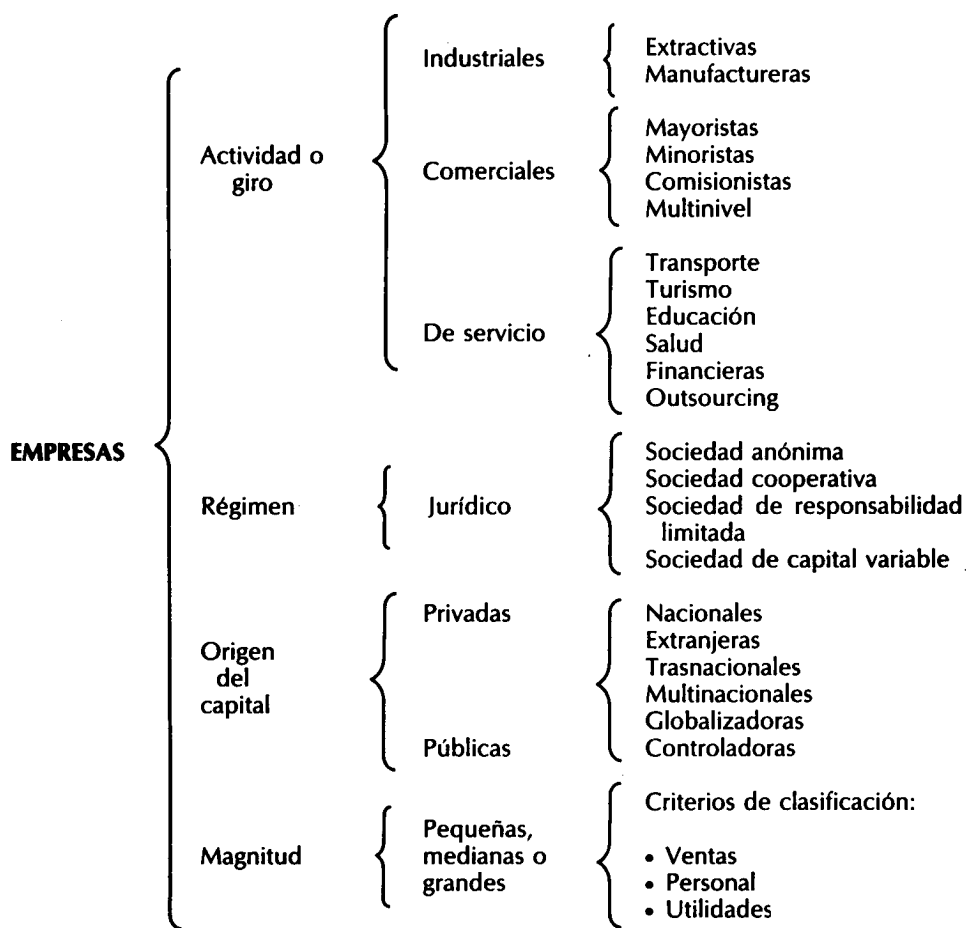 EMPRESAS
Actividad o
giro
Industriales
Extractivas
Manufactureras
Comerciales
Mayoristas
Minoristas
Comisionistas
Multinivel
De servicio
Transporte
Turismo
Educación
Salud
Financieras
Outsourcing
Régimen
Jurídico
Sociedad anónima
Sociedad cooperativa
Sociedad de responsabilidad
limitada
Sociedad de capital variable
Origen
del
capital
Privadas
Públicas
Nacionales
Extranjeras
Trasnacionales
Multinacionales
Globalizadoras
Controladoras
Magnitud
Pequeñas,
medianas o
grandes
Criterios de clasificación:
• Ventas
• Personal
• Utilidades